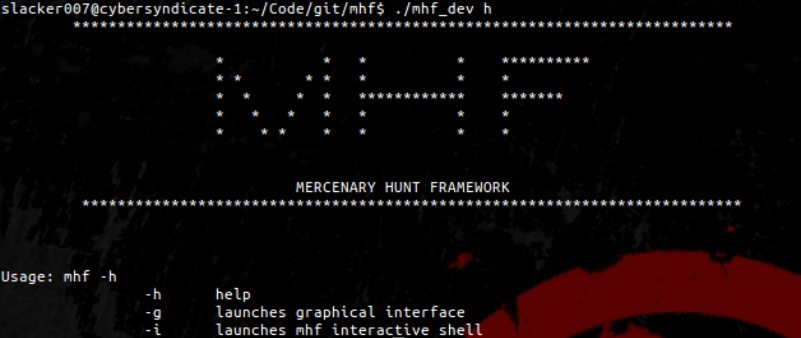 slacker007@cybersyndicate-1:~/Code/git/mhf$ ./mhf_dev h
**************************************************************************
*           *   *          *    **********
* *       * *   *          *    *
*  *     *  *   ************    *******
*   *   *   *   *          *    *
*    * *    *   *          *    *
MERCENARY HUNT FRAMEWORK
**************************************************************************
Usage: mhf -h
-h      help
-g      launches graphical interface
-i      launches mhf interactive shell